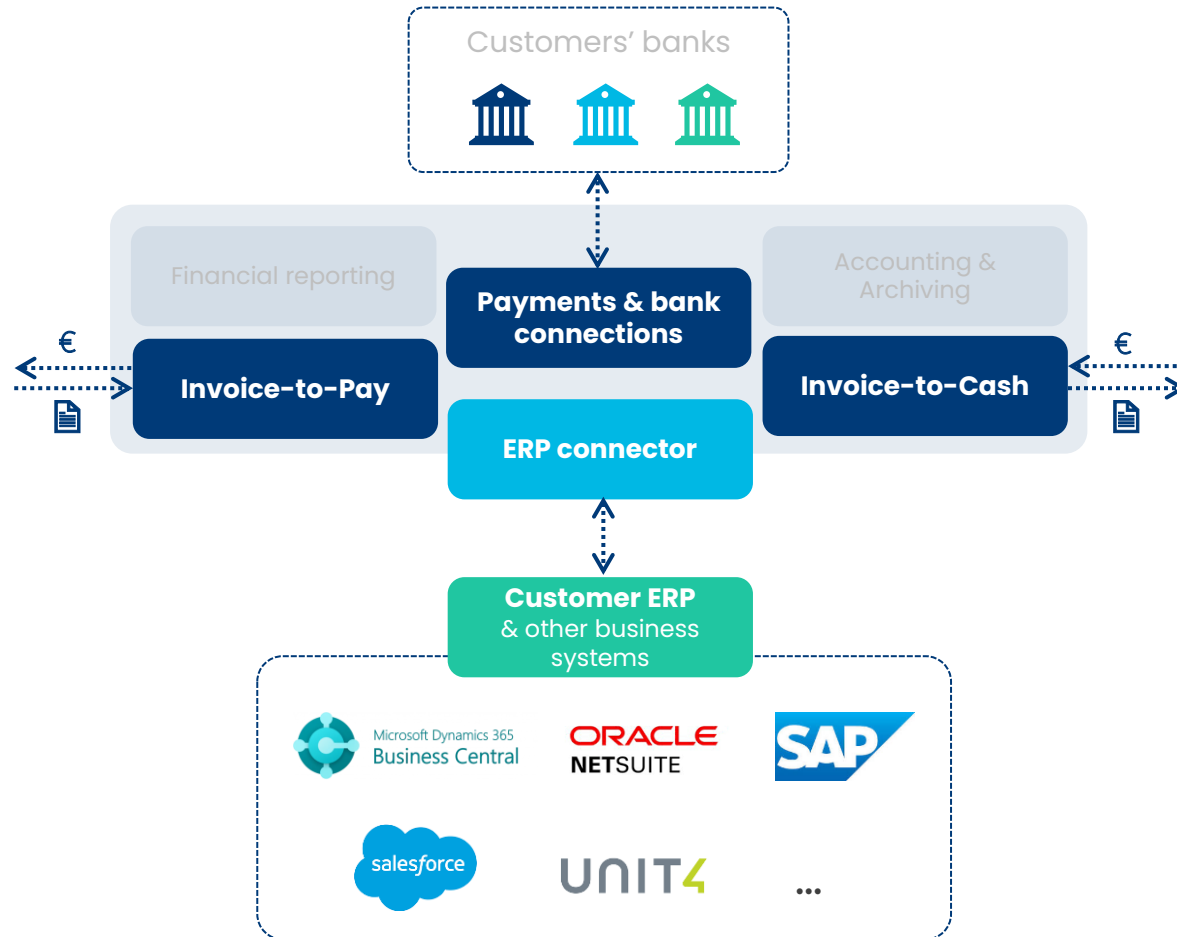 Customers’ banks
Financial reporting
Payments & bank
connections
Accounting &
Archiving
€
Invoice-to-Pay
Invoice-to-Cash
€
ERP connector
Customer ERP
& other business
systems
Microsoft Dynamics 365
Business Central
ORACLE
NETSUITE
SAP
salesforce
UNIT4
...